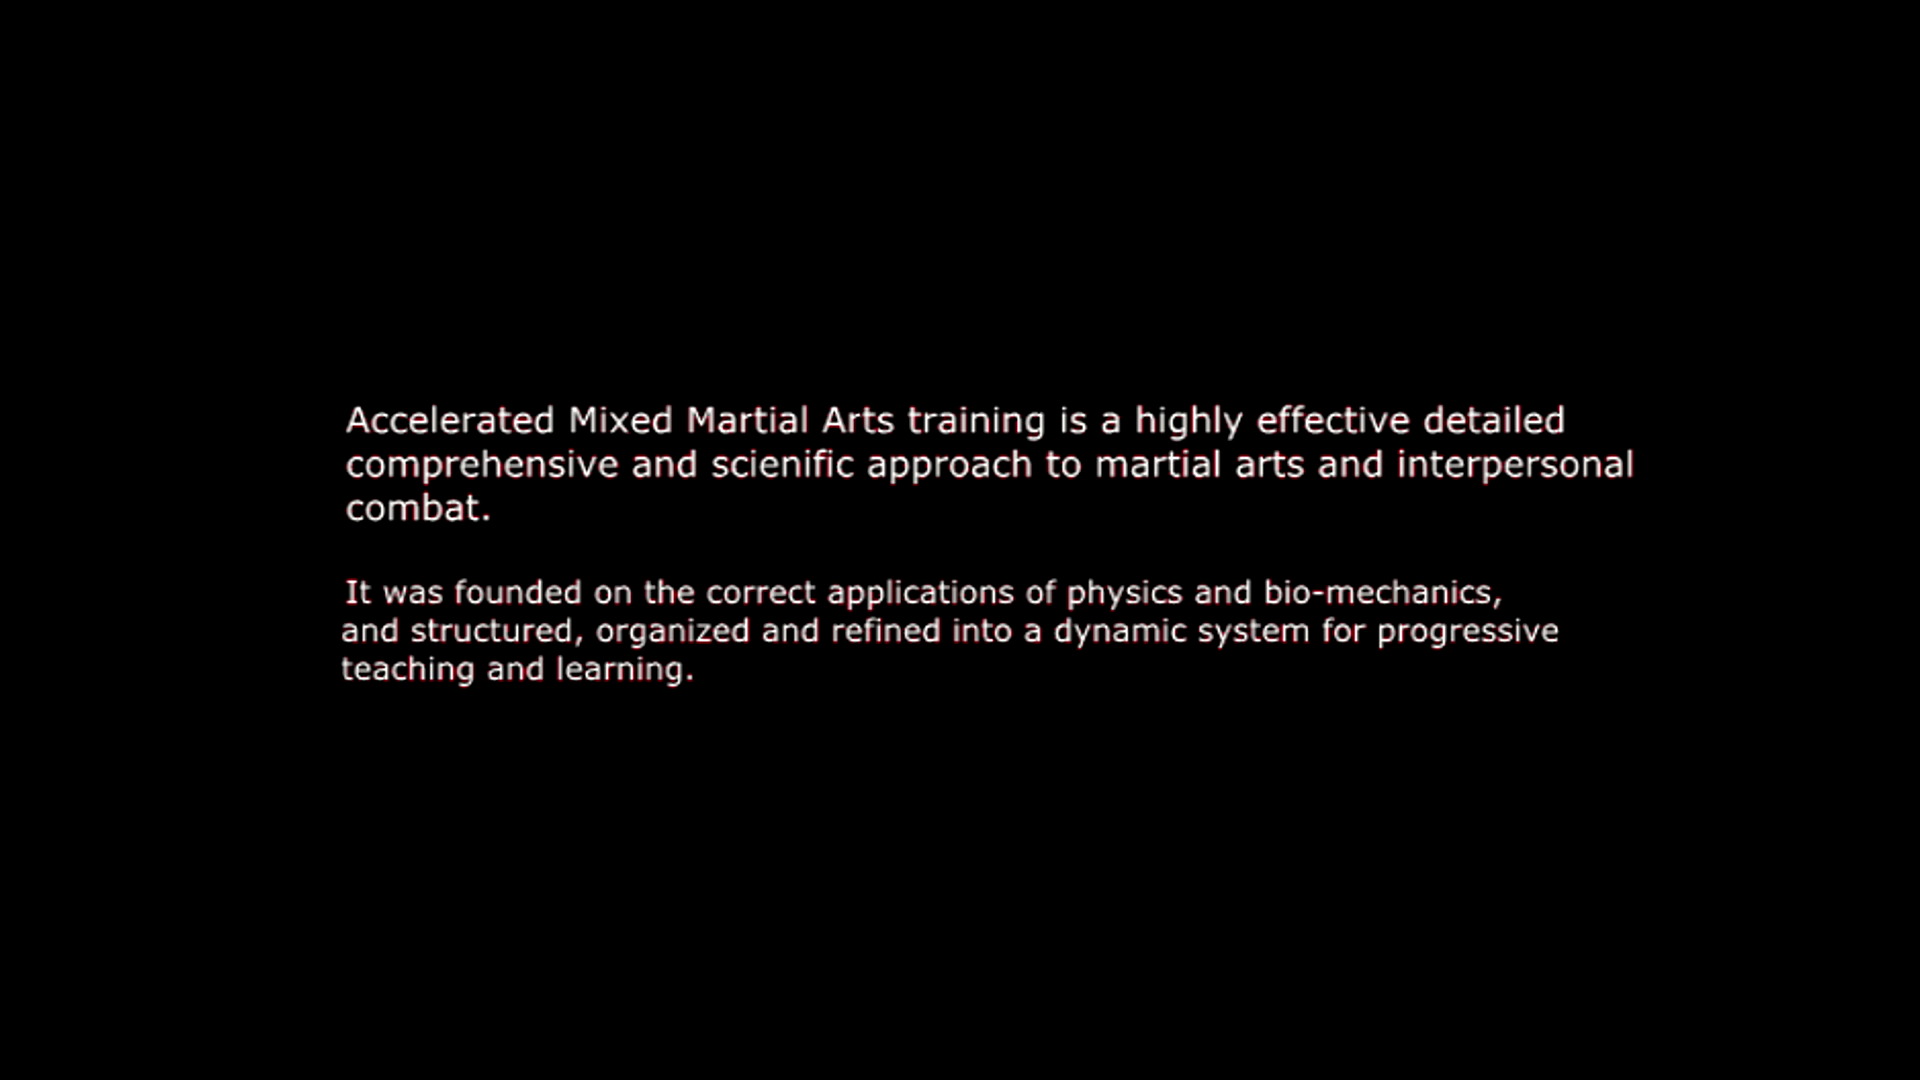 Accelerated Mixed Martial Arts training is a highly effective detailed
comprehensive and scienific approach to martial arts and interpersonal
combat.
It was founded on the correct applications of physics and bio-mechanics,
and structured, organized and refined into a dynamic system for progressive
teaching and learning.